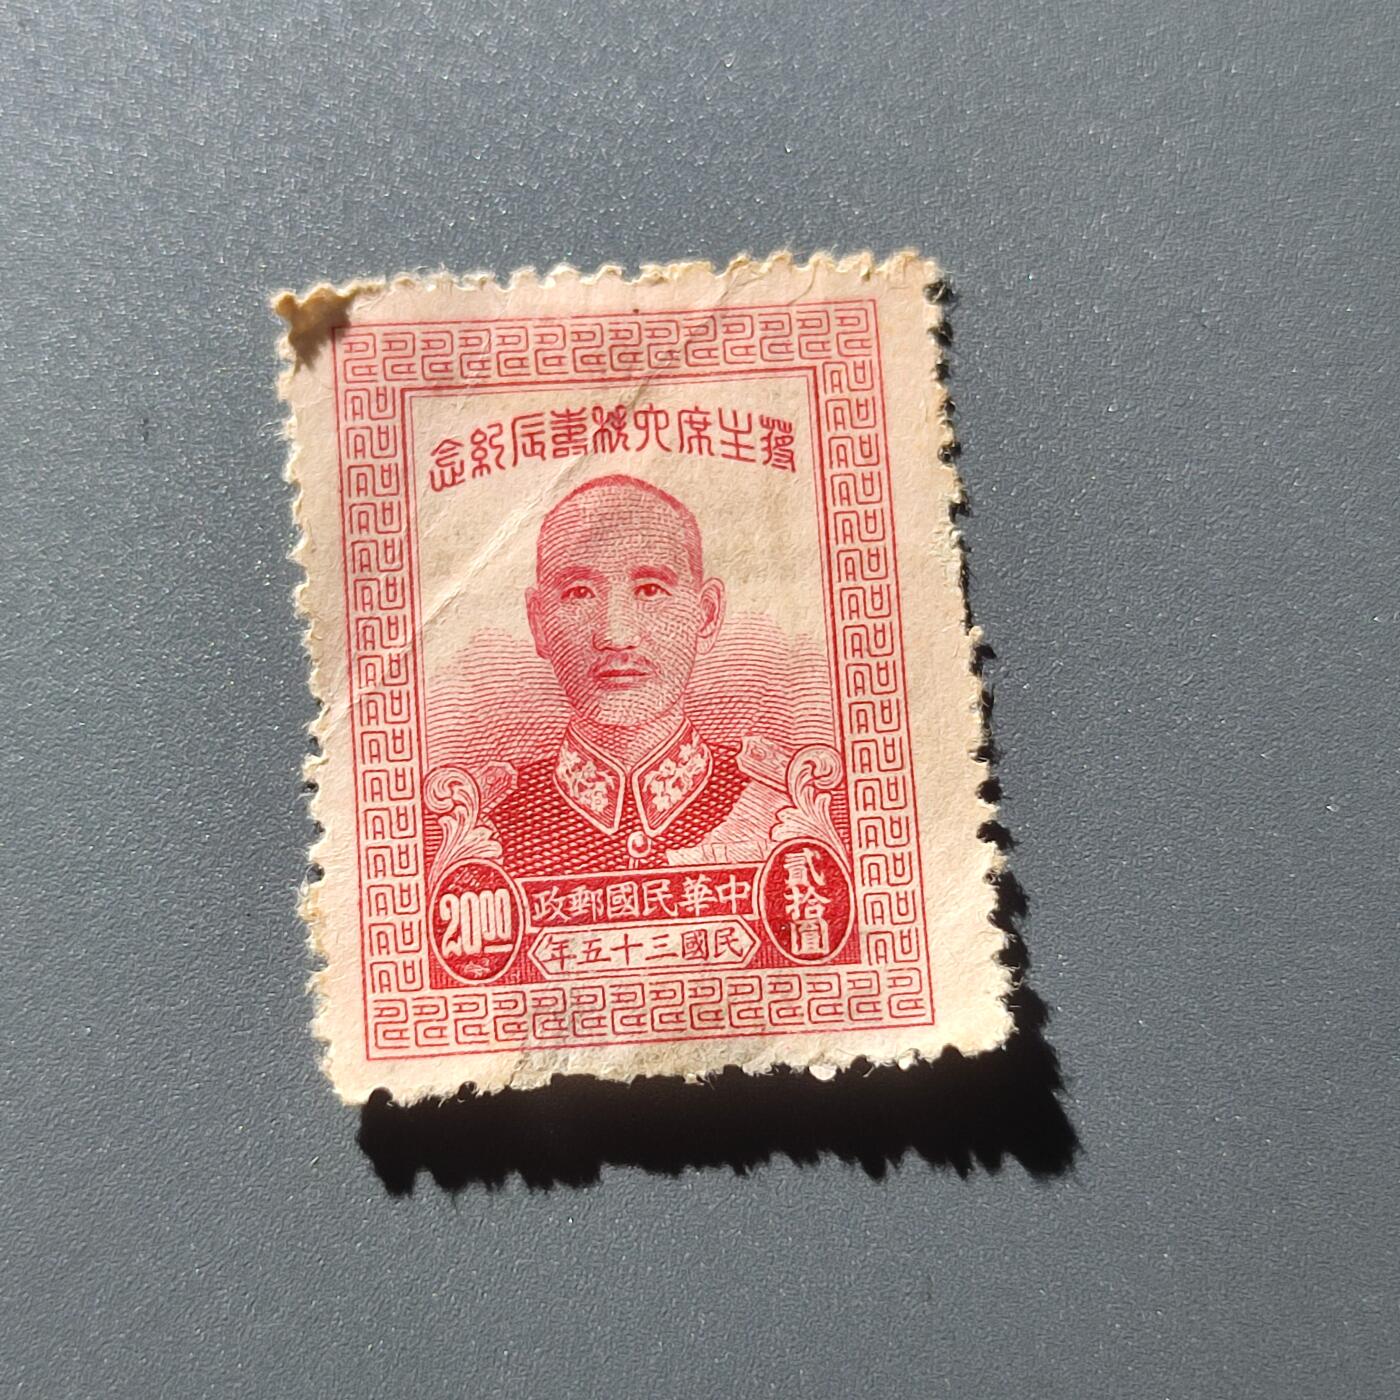 蔣主席六秩壽辰紀念
20.00
中華民國郵政
貳拾圓
民國三十五年